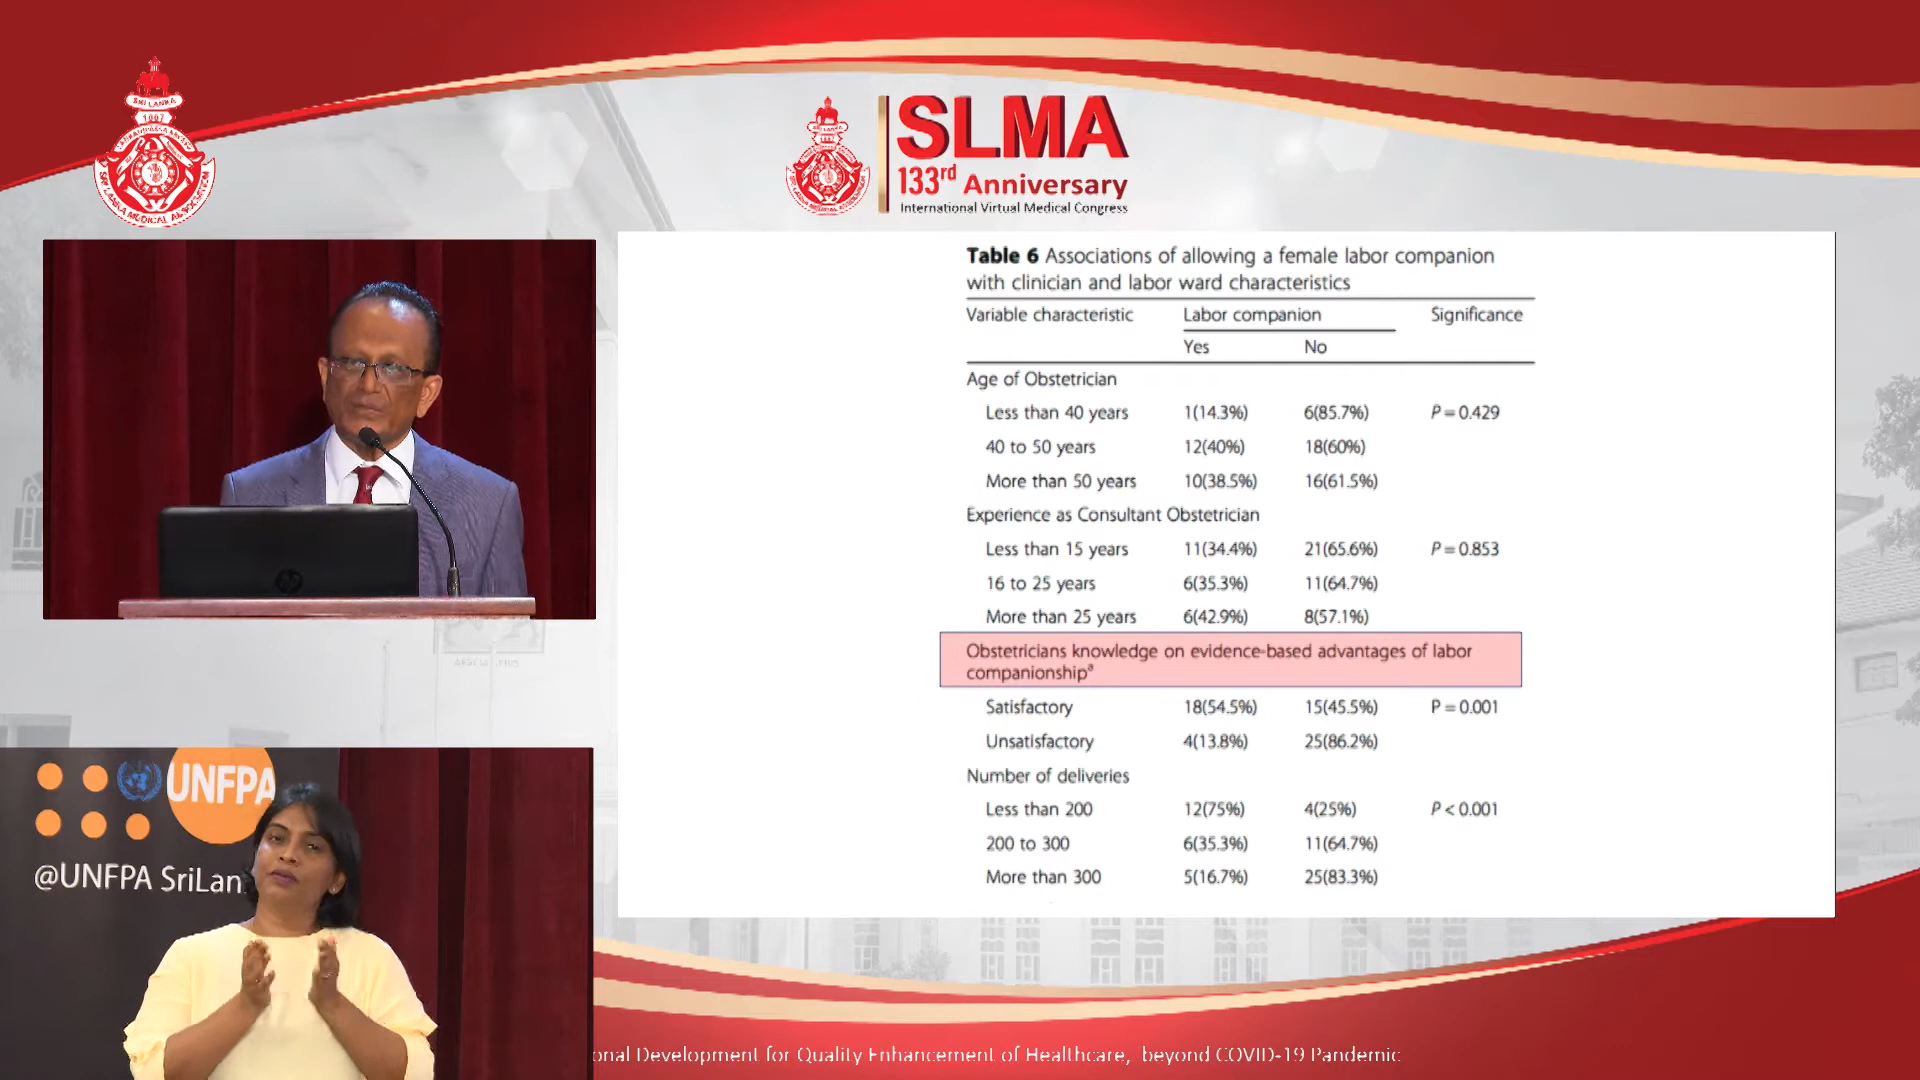 SRI LANKA
1887
SRI LANKA MEDICAL ASSOCIATION
SLMA
133rd Anniversary
International Virtual Medical Congress
Table 6 Associations of allowing a female labor companion
with clinician and labor ward characteristics
Variable characteristic Labor companion Significance
Yes No
Age of Obstetrician
Less than 40 years 1(14.3%) 6(85.7%) P = 0.429
40 to 50 years 12(40%) 18(60%)
More than 50 years 10(38.5%) 16(61.5%)
Experience as Consultant Obstetrician
Less than 15 years 11(34.4%) 21(65.6%) P = 0.853
16 to 25 years 6(35.3%) 11(64.7%)
More than 25 years 6(42.9%) 8(57.1%)
Obstetricians knowledge on evidence-based advantages of labor
companionshipª
Satisfactory 18(54.5%) 15(45.5%) P = 0.001
Unsatisfactory 4(13.8%) 25(86.2%)
Number of deliveries
Less than 200 12(75%) 4(25%) P < 0.001
200 to 300 6(35.3%) 11(64.7%)
More than 300 5(16.7%) 25(83.3%)
UNFPA
@UNFPA SriLan
onal Development for Quality Enhancement of Healthcare, beyond COVID-19 Pandemic